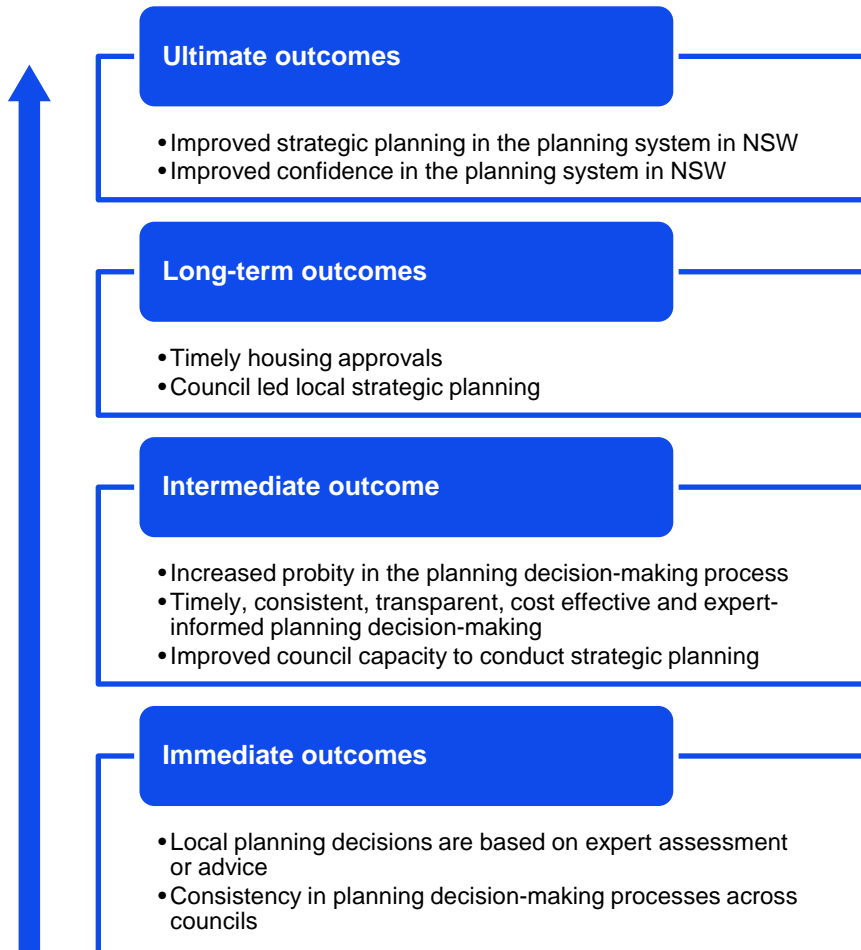 Ultimate outcomes
•Improved strategic planning in the planning system in NSW
•Improved confidence in the planning system in NSW
Long-term outcomes
•Timely housing approvals
•Council led local strategic planning
Intermediate outcome
•Increased probity in the planning decision-making process
•Timely, consistent, transparent, cost effective and expert-
informed planning decision-making
•Improved council capacity to conduct strategic planning
Immediate outcomes
•Local planning decisions are based on expert assessment
or advice
•Consistency in planning decision-making processes across
councils